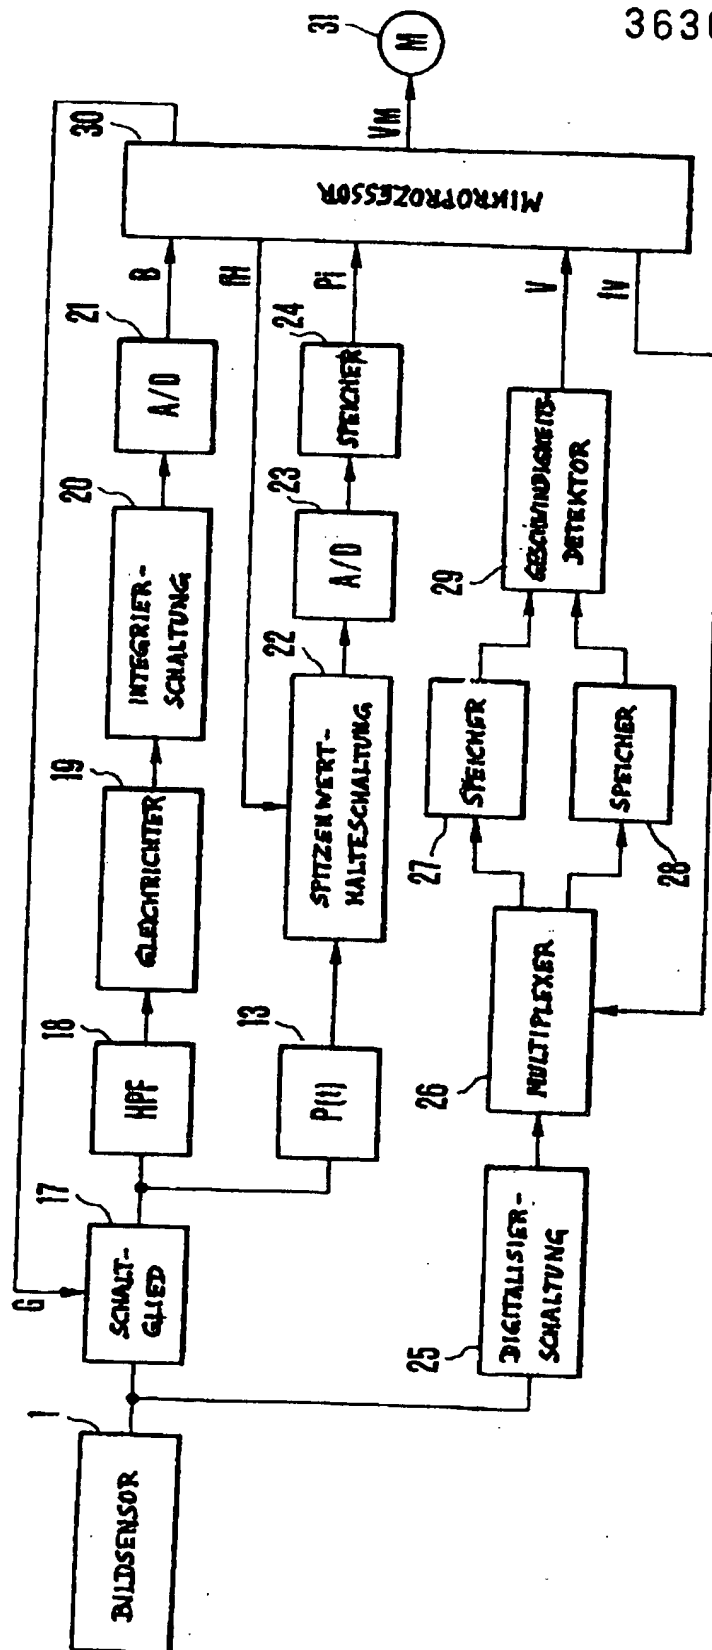 3630
1
BILDSENSOR
G
17
SCHALT-
GLIED
18
HPF
19
GLEICHRICHTER
20
INTEGRIER-
SCHALTUNG
21
A/D
B
30
MIKROPROZESSOR
VM
31
M
13
P(t)
22
SPITZENWERT-
HALTESCHALTUNG
23
A/D
24
SPEICHER
fH
Pi
25
DIGITALISIER-
SCHALTUNG
26
MULTIPLEXER
27
SPEICHER
28
SPEICHER
29
GESCHWINDIGKEITS-
DETEKTOR
V
fv